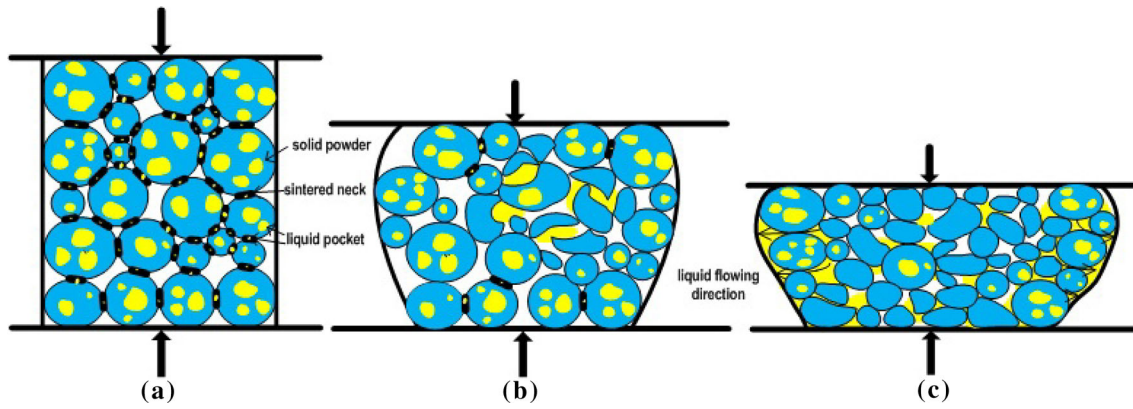 solid powder
sintered neck
liquid pocket
liquid flowing
direction
(a)
(b)
(c)